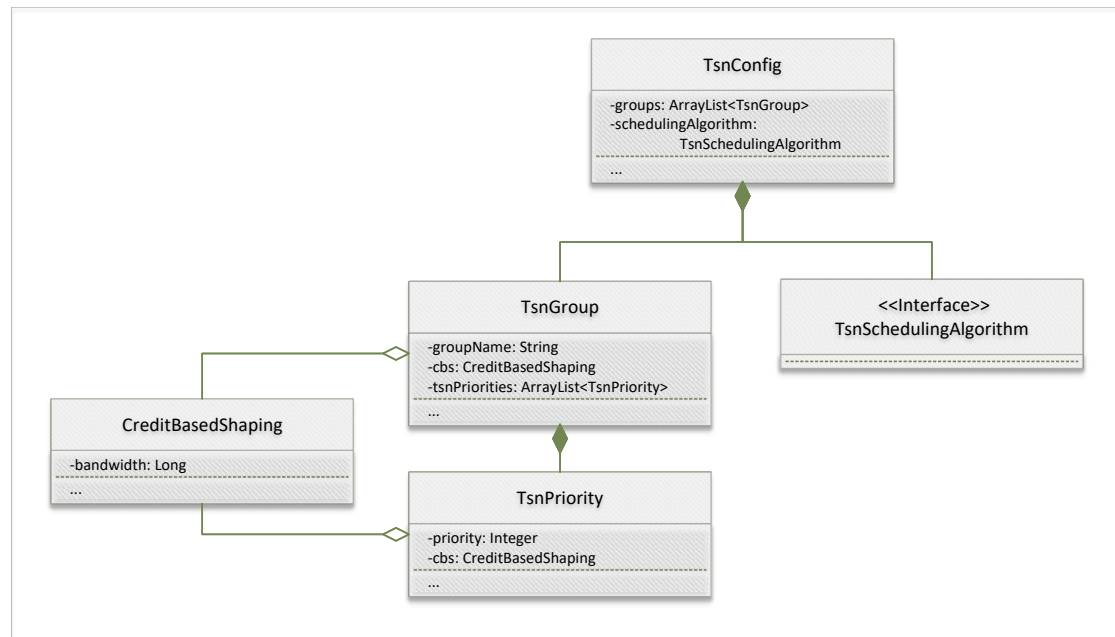 TsnConfig
-groups: ArrayList<TsnGroup>
-schedulingAlgorithm:
TsnSchedulingAlgorithm
...
TsnGroup
-groupName: String
-cbs: CreditBasedShaping
-tsnPriorities: ArrayList<TsnPriority>
...
<<Interface>>
TsnSchedulingAlgorithm
CreditBasedShaping
-bandwidth: Long
...
TsnPriority
-priority: Integer
-cbs: CreditBasedShaping
...